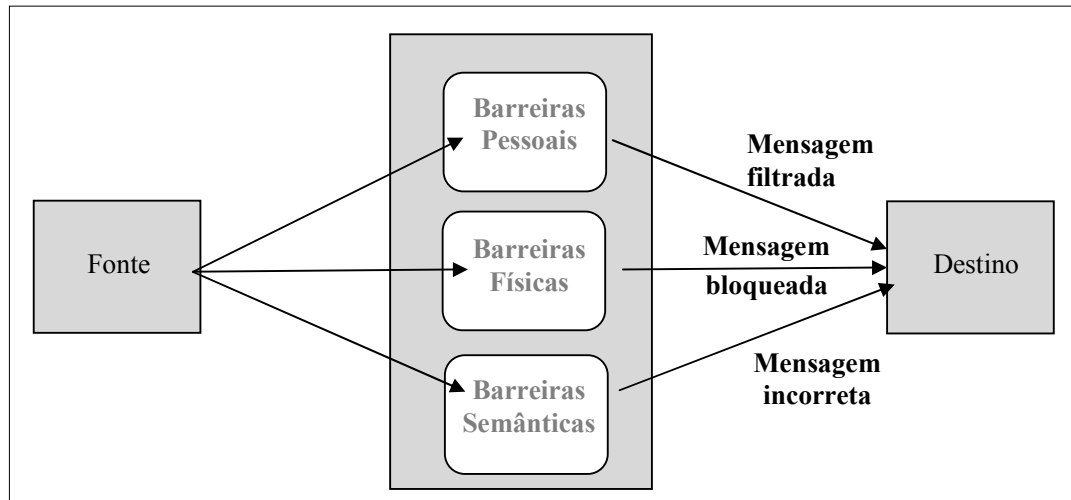 Fonte
Barreiras
Pessoais
Barreiras
Físicas
Barreiras
Semânticas
Mensagem
filtrada
Mensagem
bloqueada
Mensagem
incorreta
Destino